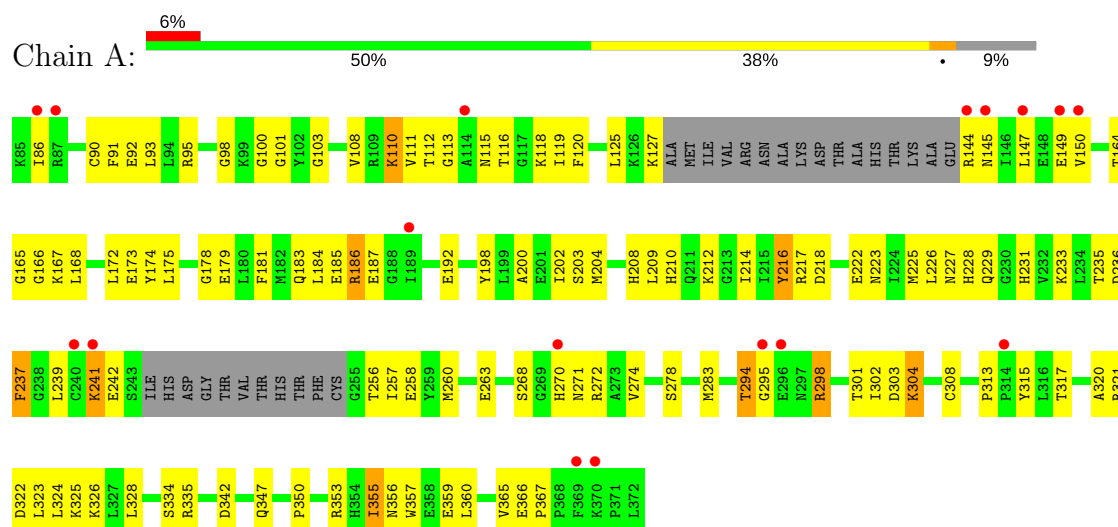 6%
Chain A:
50% 38% • 9%
K85 I86 R87 C90 F91 E92 L93 L94 R95 G98 K99 G100 G101 Y102 G103 V108 R109 K110 V111 T112 G113 A114 N115 T116 G117 K118 I119 F120 L125 K126 K127 ALA MET ILE VAL ARG ASN ALA LYS ASP THR ALA HIS THR LYS ALA GLU R144 N145 I146 L147 E148 E149 V150 T164
G165 G166 K167 L168 L172 E173 Y174 L175 G178 E179 L180 F181 M182 Q183 L184 E185 R186 E187 G188 I189 E192 Y198 L199 A200 E201 I202 S203 M204 H208 L209 H210 Q211 K212 G213 I214 I215 Y216 R217 D218 E222 N223 I224 M225 L226 N227 H228 Q229 G230 H231 V232 K233 L234 T235 D236
F237 G238 L239 C240 K241 E242 S243 ILE HIS ASP GLY THR VAL THR HIS THR PHE CYS G255 T256 I257 E258 Y259 M260 E263 S268 G269 H270 N271 R272 A273 V274 S278 M283 T294 G295 E296 N297 R298 T301 I302 D303 K304 C308 P313 P314 Y315 L316 T317 A320 R321
D322 L323 L324 K325 K326 L327 L328 S334 R335 D342 Q347 P350 R353 H354 I355 N356 W357 E358 E359 L360 V365 E366 P367 P368 F369 K370 P371 L372